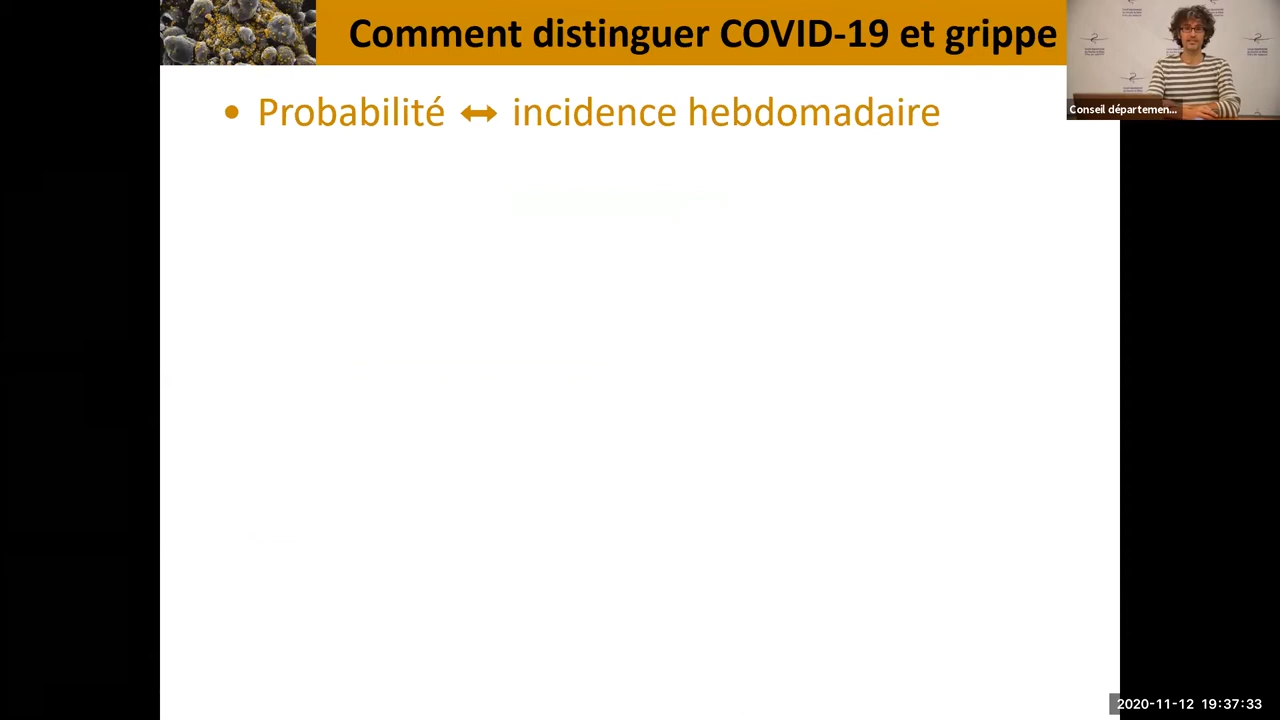 Comment distinguer COVID-19 et grippe
• Probabilité ↔ incidence hebdomadaire
Conseil départemen...
2020-11-12 19:37:33